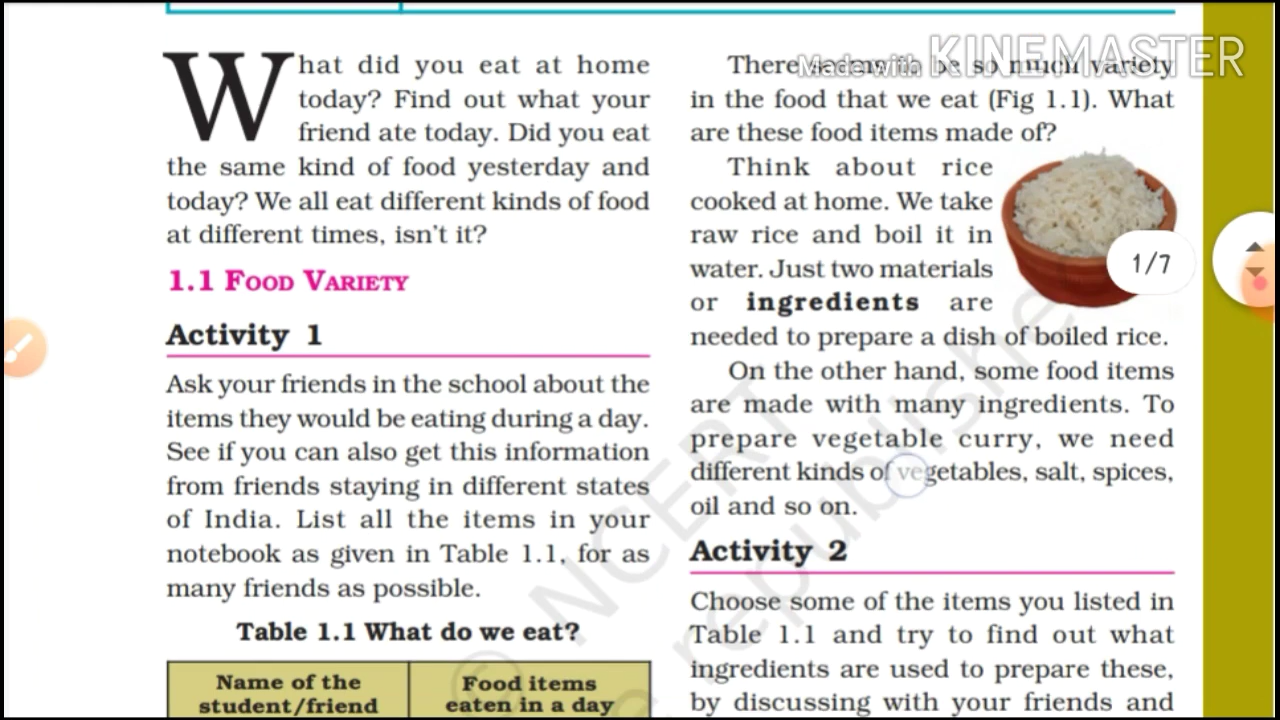 What did you eat at home
today? Find out what your
friend ate today. Did you eat
the same kind of food yesterday and
today? We all eat different kinds of food
at different times, isn't it?
1.1 FOOD VARIETY
Activity 1
Ask your friends in the school about the
items they would be eating during a day.
See if you can also get this information
from friends staying in different states
of India. List all the items in your
notebook as given in Table 1.1, for as
many friends as possible.
Table 1.1 What do we eat?
Name of the
student/friend
Food items
eaten in a day
Made with KINEMASTER
There seems to be so much variety
in the food that we eat (Fig 1.1). What
are these food items made of?
Think about rice
cooked at home. We take
raw rice and boil it in
water. Just two materials
or ingredients are
needed to prepare a dish of boiled rice.
1/7
On the other hand, some food items
are made with many ingredients. To
prepare vegetable curry, we need
different kinds of vegetables, salt, spices,
oil and so on.
Activity 2
Choose some of the items you listed in
Table 1.1 and try to find out what
ingredients are used to prepare these,
by discussing with your friends and
© NCERT
be republished